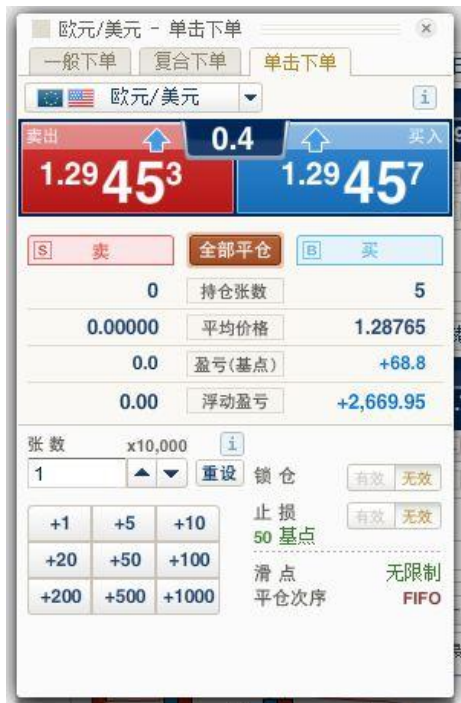 欧元/美元 - 单击下单
一般下单 复合下单 单击下单
欧元/美元
卖出 0.4 买入
1.29453 1.29457
S 卖 全部平仓 B 买
0 持仓张数 5
0.00000 平均价格 1.28765
0.0 盈亏(基点) +68.8
0.00 浮动盈亏 +2,669.95
张数 x10,000 i
1 重设 锁仓 有效 无效
+1 +5 +10 止损 有效 无效
50 基点
+20 +50 +100 滑点 无限制
+200 +500 +1000 平仓次序 FIFO